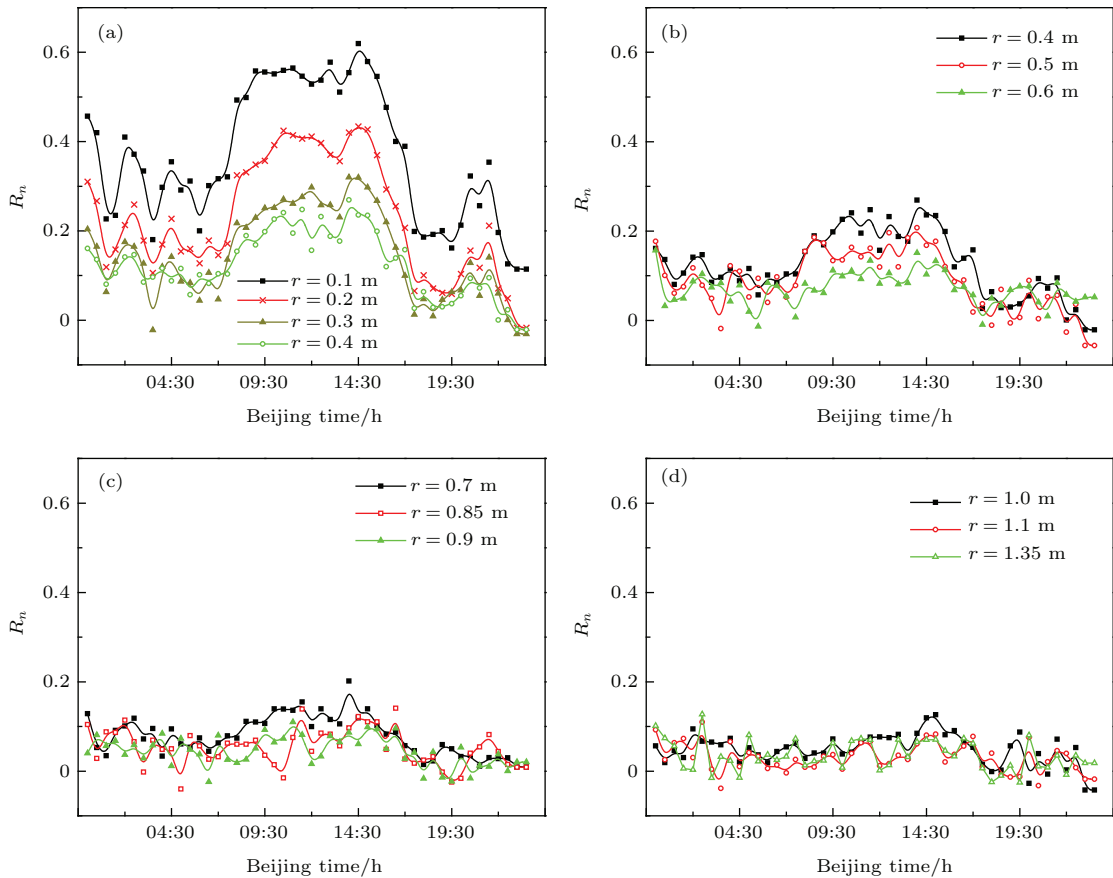 (a)
0.6
0.4
0.2
0
R_n
r = 0.1 m
r = 0.2 m
r = 0.3 m
r = 0.4 m
04:30 09:30 14:30 19:30
Beijing time/h
(b)
0.6
0.4
0.2
0
R_n
r = 0.4 m
r = 0.5 m
r = 0.6 m
04:30 09:30 14:30 19:30
Beijing time/h
(c)
0.6
0.4
0.2
0
R_n
r = 0.7 m
r = 0.85 m
r = 0.9 m
04:30 09:30 14:30 19:30
Beijing time/h
(d)
0.6
0.4
0.2
0
R_n
r = 1.0 m
r = 1.1 m
r = 1.35 m
04:30 09:30 14:30 19:30
Beijing time/h